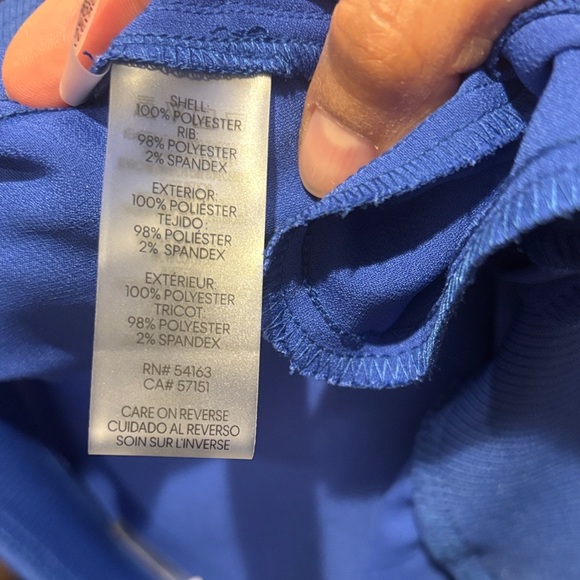 SHELL:
100% POLYESTER
RIB:
98% POLYESTER
2% SPANDEX
EXTERIOR:
100% POLIÉSTER
TEJIDO:
98% POLIÉSTER
2% SPANDEX
EXTÉRIEUR:
100% POLYESTER
TRICOT:
98% POLYESTER
2% SPANDEX
RN# 54163
CA# 57151
CARE ON REVERSE
CUIDADO AL REVERSO
SOIN SUR L'INVERSE